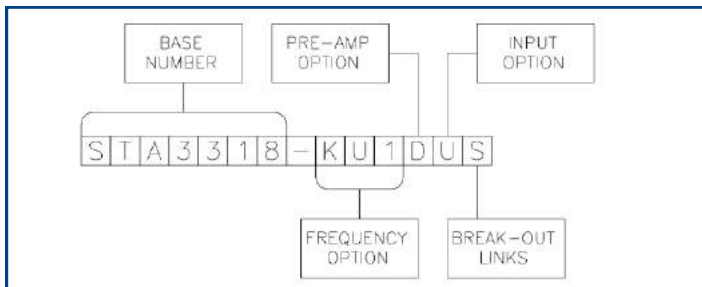 BASE
NUMBER
PRE-AMP
OPTION
INPUT
OPTION
STA3318-KU1DUS
FREQUENCY
OPTION
BREAK-OUT
LINKS